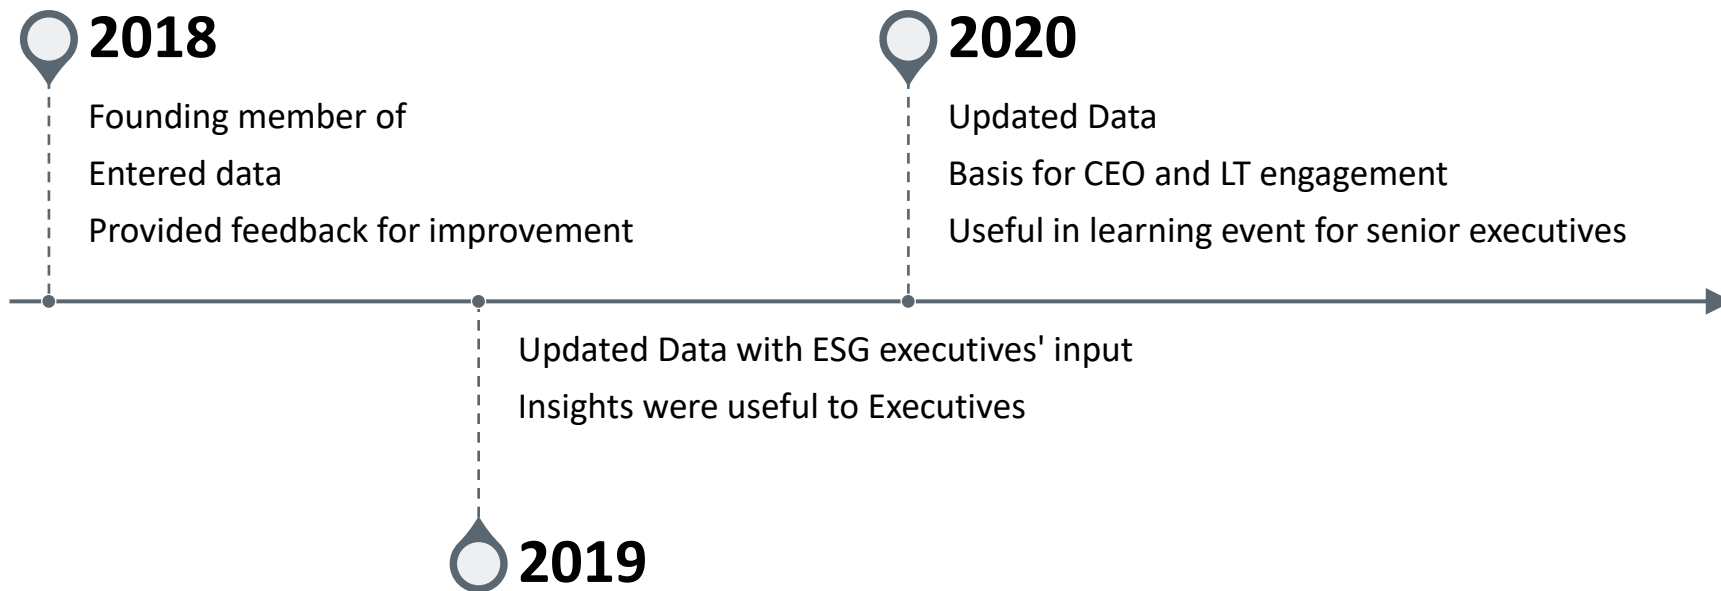 2018
Founding member of
Entered data
Provided feedback for improvement
2020
Updated Data
Basis for CEO and LT engagement
Useful in learning event for senior executives
Updated Data with ESG executives' input
Insights were useful to Executives
2019